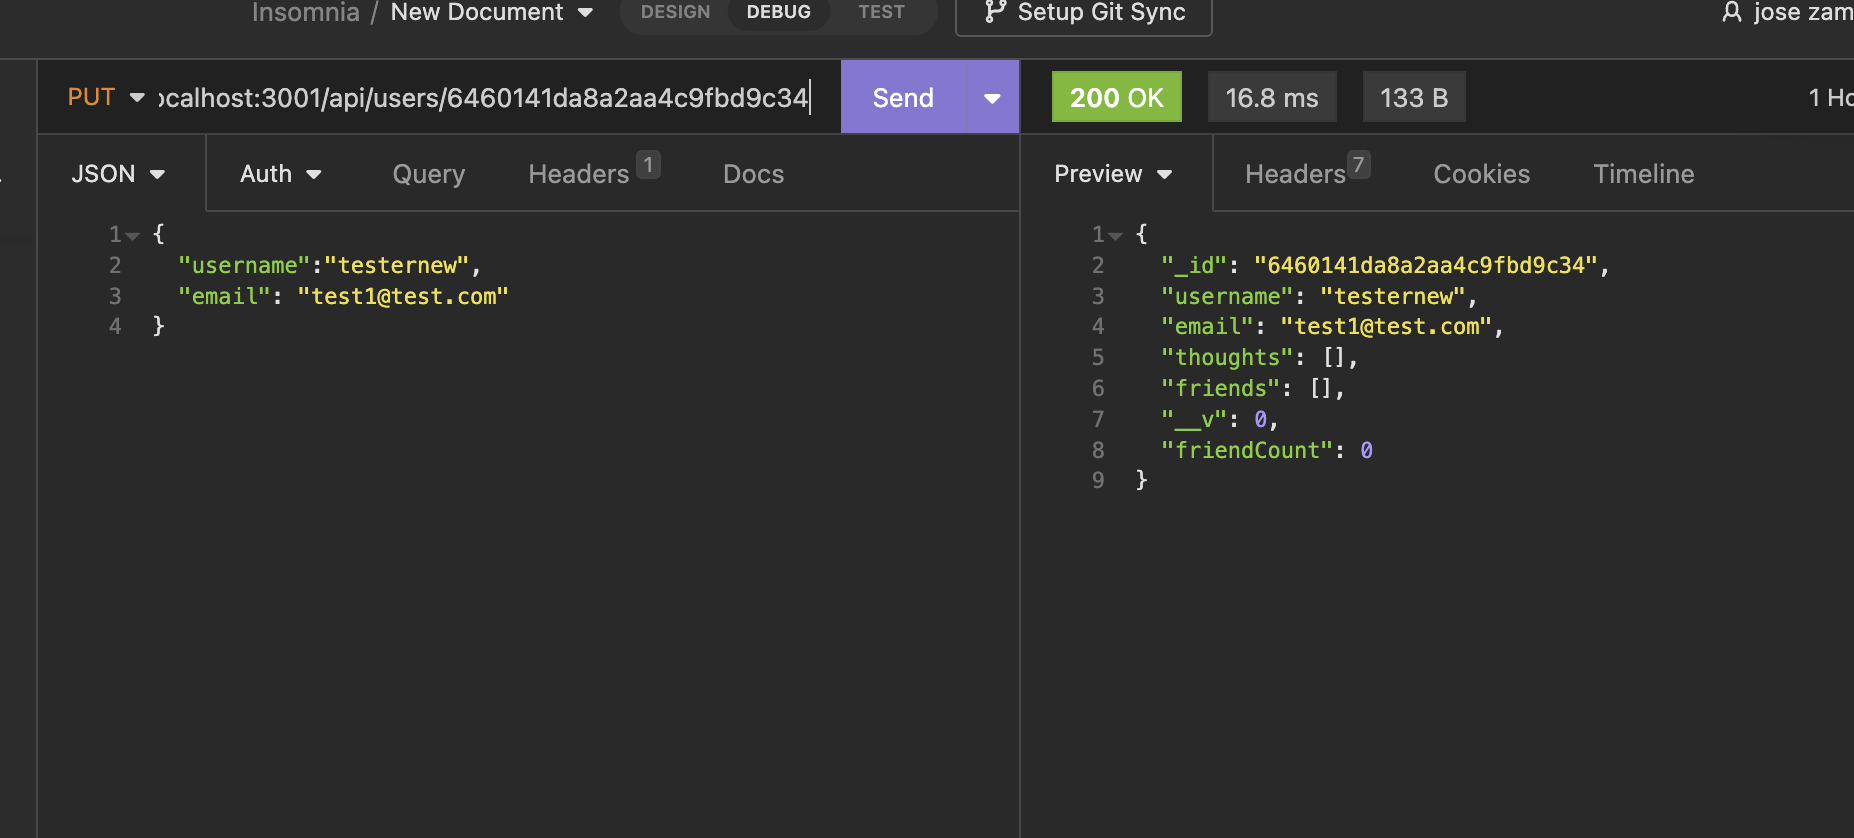 Insomnia / New Document DESIGN DEBUG TEST Setup Git Sync jose zam
PUT ocalhost:3001/api/users/6460141da8a2aa4c9fbd9c34 Send 200 OK 16.8 ms 133 B 1 Ho
JSON Auth Query Headers 1 Docs
1 {
2 "username":"testernew",
3 "email": "test1@test.com"
4 }
Preview Headers 7 Cookies Timeline
1 {
2 "_id": "6460141da8a2aa4c9fbd9c34",
3 "username": "testernew",
4 "email": "test1@test.com",
5 "thoughts": [],
6 "friends": [],
7 "__v": 0,
8 "friendCount": 0
9 }